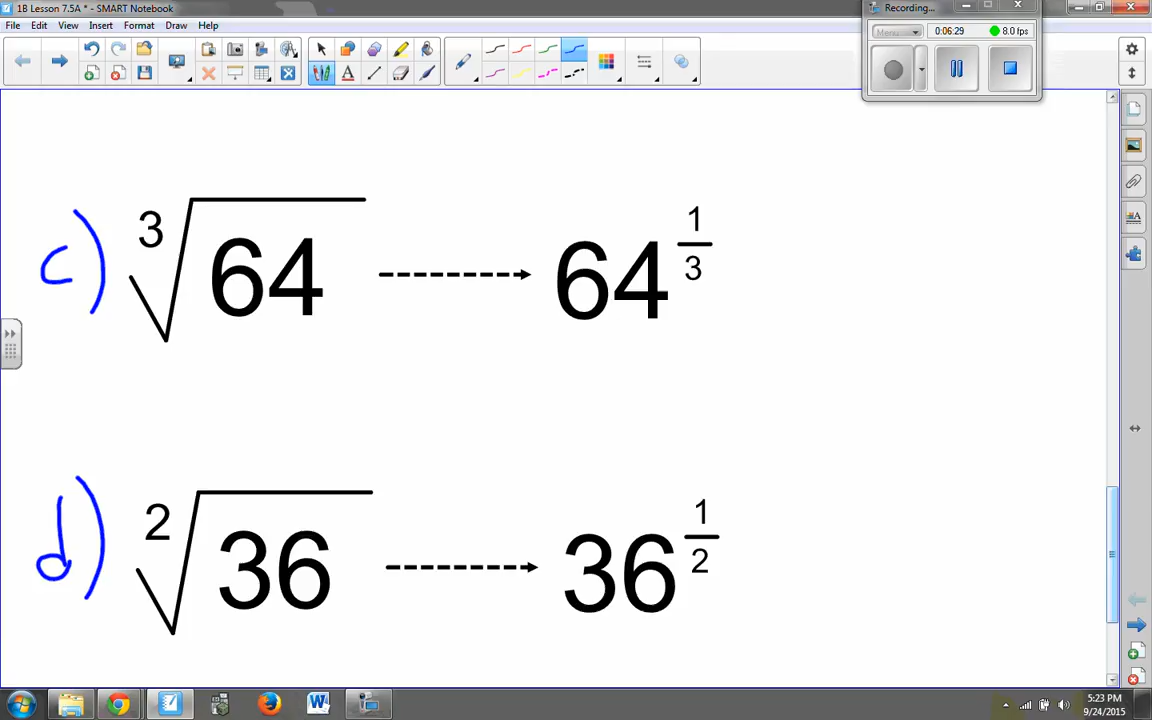 1B Lesson 7.5A * - SMART Notebook
Recording...
File Edit View Insert Format Draw Help
Menu 0:06:29 8.0 fps
c) ∛64 --------→ 64^(1/3)
d) ²√36 --------→ 36^(1/2)
5:23 PM
9/24/2015